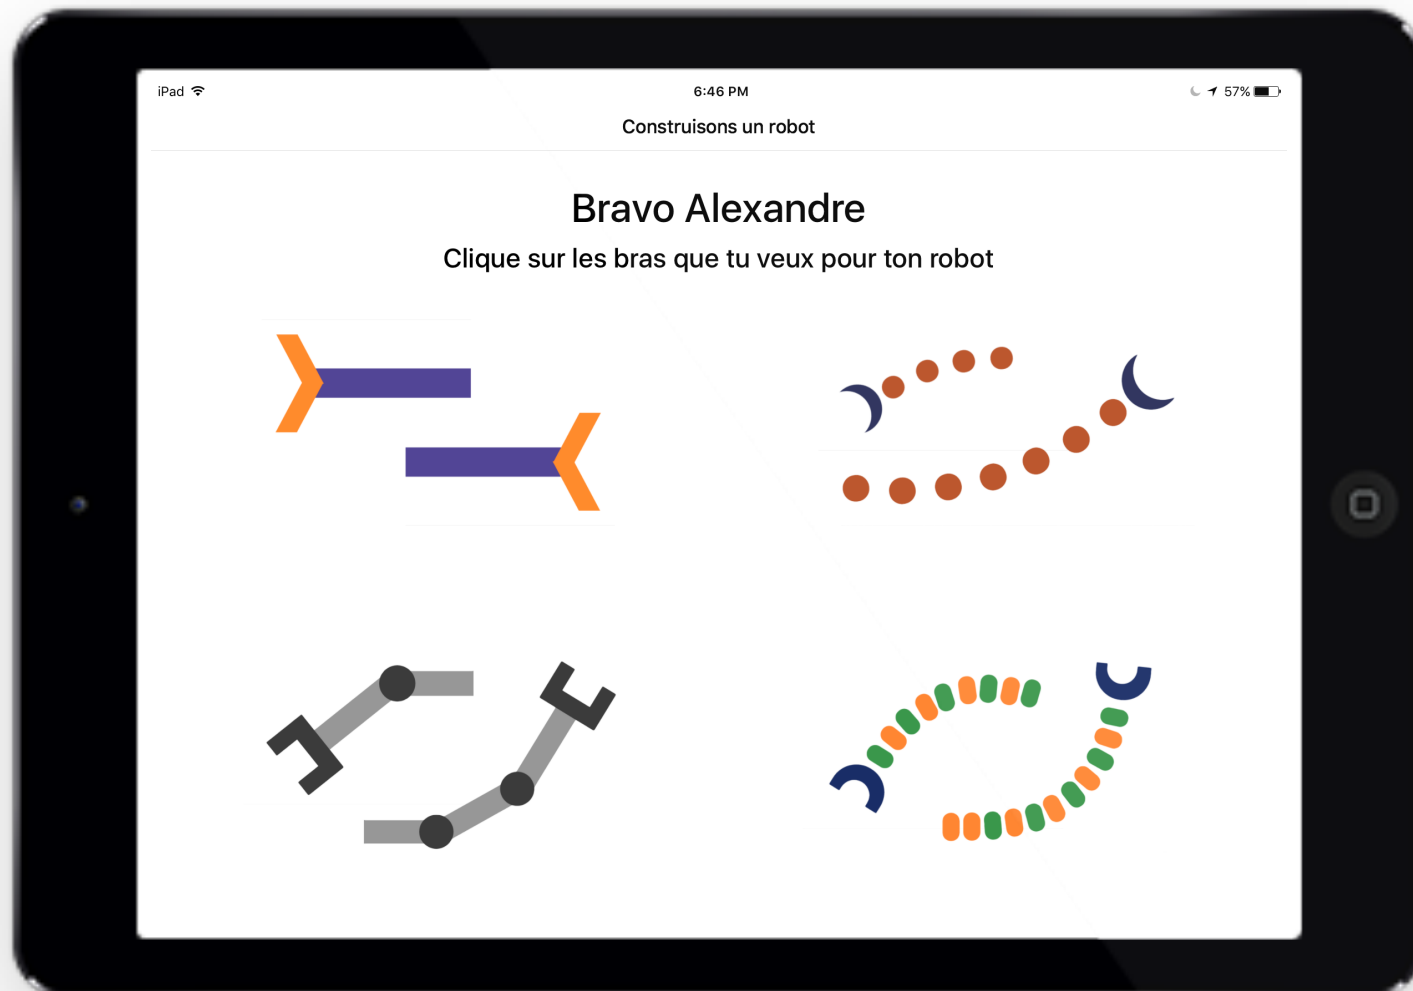 iPad
6:46 PM
57%
Construisons un robot
Bravo Alexandre
Clique sur les bras que tu veux pour ton robot